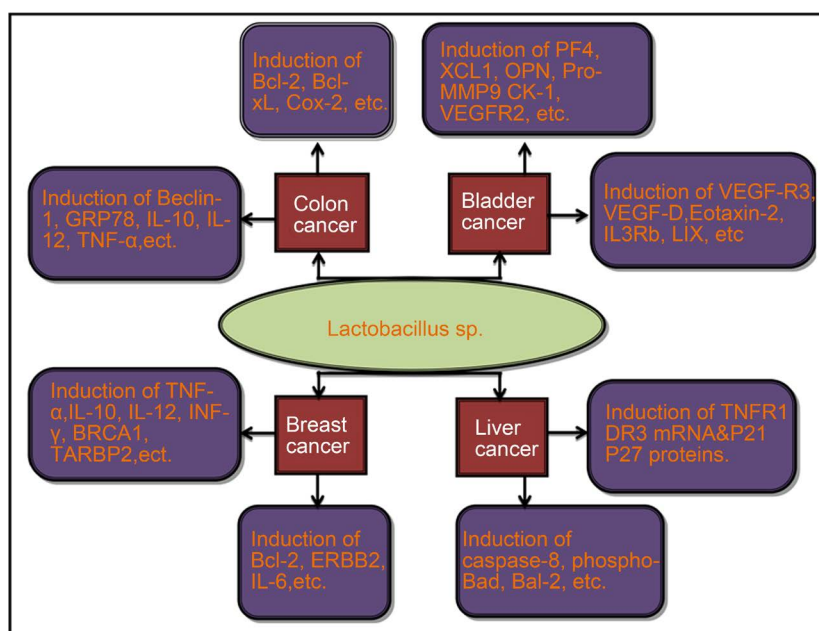 Induction of
Bcl-2, Bcl-
xL, Cox-2, etc.
Induction of PF4,
XCL1, OPN, Pro-
MMP9 CK-1,
VEGFR2, etc.
Induction of Beclin-
1, GRP78, IL-10, IL-
12, TNF-α,ect.
Colon
cancer
Bladder
cancer
Induction of VEGF-R3,
VEGF-D,Eotaxin-2,
IL3Rb, LIX, etc
Lactobacillus sp.
Induction of TNF-
α,IL-10, IL-12, INF-
γ, BRCA1,
TARBP2,ect.
Breast
cancer
Liver
cancer
Induction of TNFR1
DR3 mRNA&P21
P27 proteins.
Induction of
Bcl-2, ERBB2,
IL-6,etc.
Induction of
caspase-8, phospho-
Bad, Bal-2, etc.